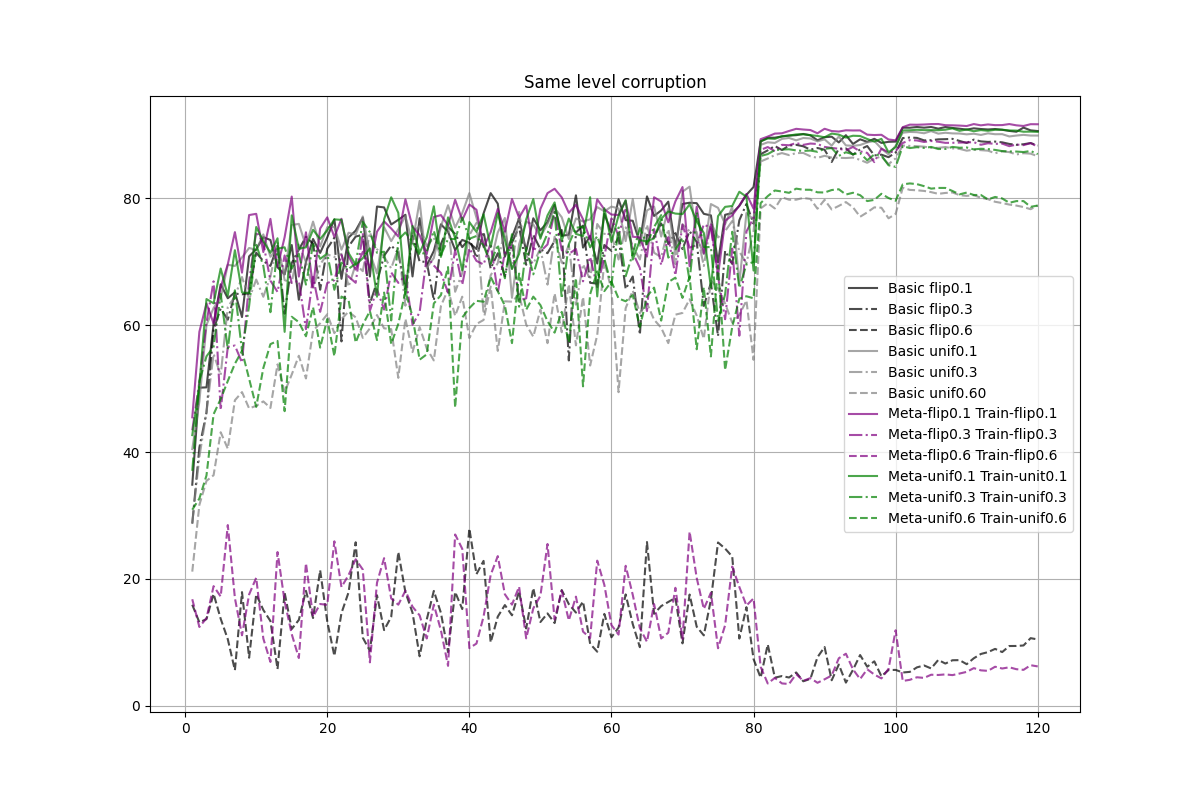 Same level corruption
80
60
40
20
0
0 20 40 60 80 100 120
Basic flip0.1
Basic flip0.3
Basic flip0.6
Basic unif0.1
Basic unif0.3
Basic unif0.60
Meta-flip0.1 Train-flip0.1
Meta-flip0.3 Train-flip0.3
Meta-flip0.6 Train-flip0.6
Meta-unif0.1 Train-unit0.1
Meta-unif0.3 Train-unif0.3
Meta-unif0.6 Train-unif0.6